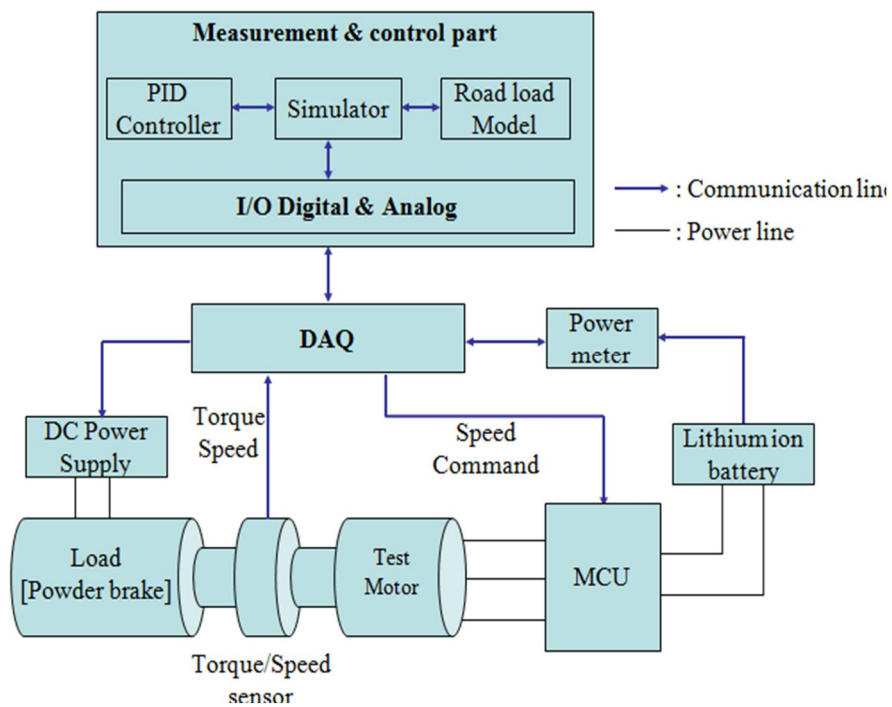 Measurement & control part
PID
Controller
Simulator
Road load
Model
I/O Digital & Analog
: Communication line
: Power line
DAQ
Power
meter
Torque
Speed
Speed
Command
DC Power
Supply
Lithium ion
battery
Load
[Powder brake]
Test
Motor
MCU
Torque/Speed
sensor